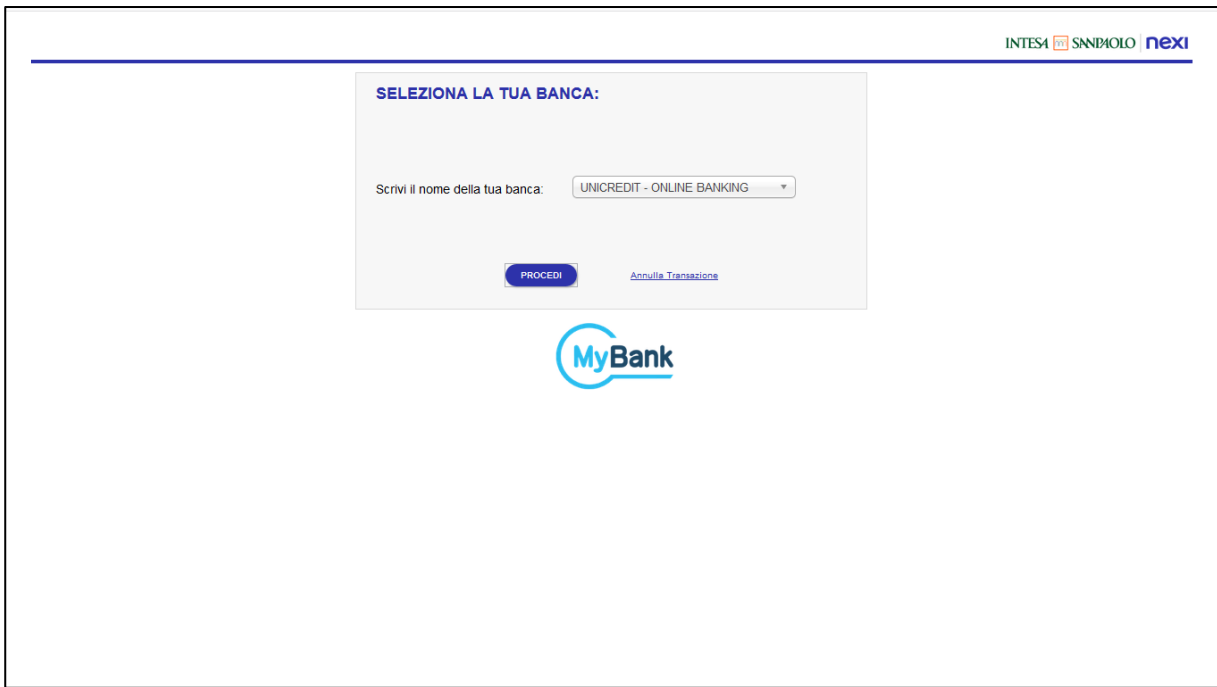 INTESA SANPAOLO nexi
SELEZIONA LA TUA BANCA:
Scrivi il nome della tua banca: UNICREDIT - ONLINE BANKING
PROCEDI Annulla Transazione
MyBank